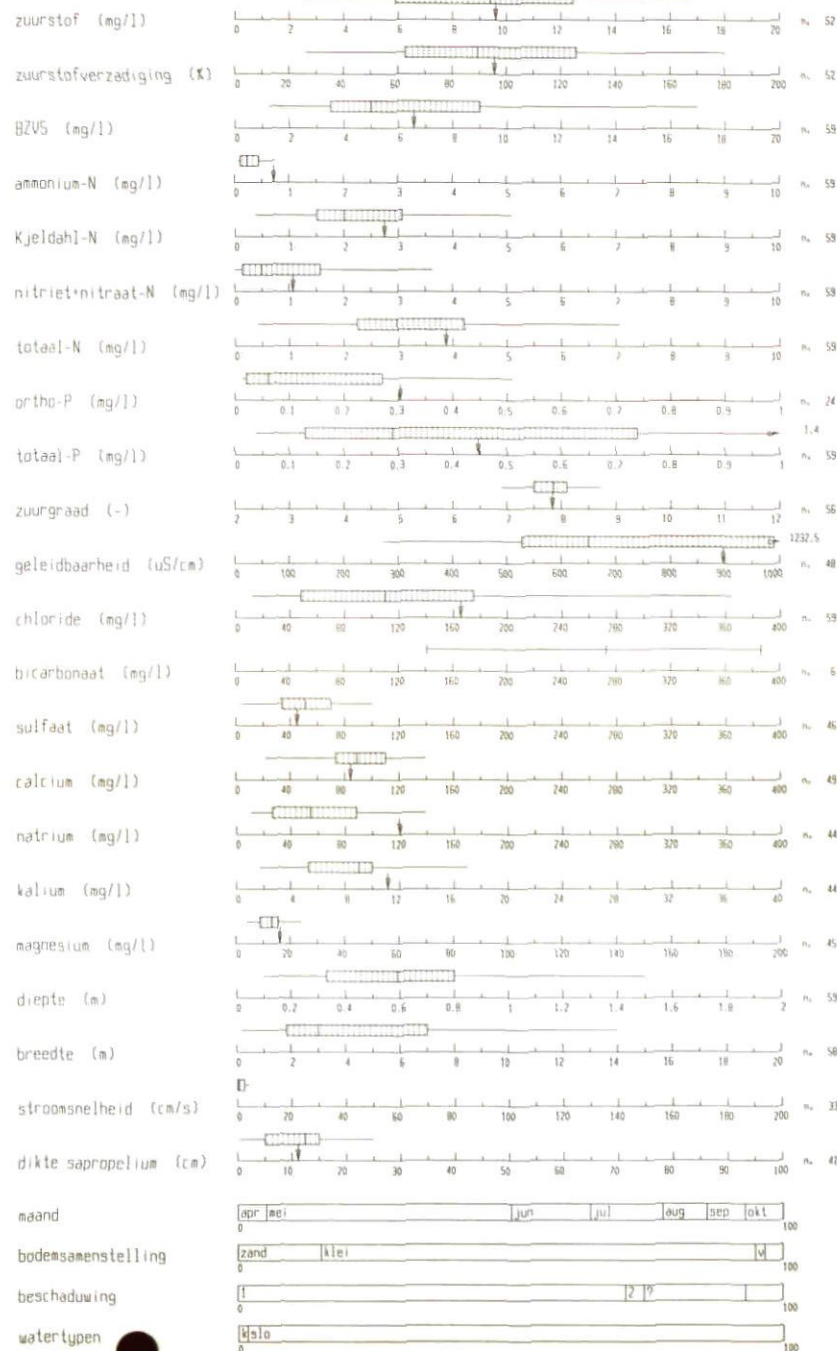 zuurstof (mg/l) 0 2 4 6 8 10 12 14 16 18 20 n. 52
zuurstofverzadiging (%) 0 20 40 60 80 100 120 140 160 180 200 n. 52
BZV5 (mg/l) 0 2 4 6 8 10 12 14 16 18 20 n. 59
ammonium-N (mg/l) 0 1 2 3 4 5 6 7 8 9 10 n. 59
Kjeldahl-N (mg/l) 0 1 2 3 4 5 6 7 8 9 10 n. 59
nitriet+nitraat-N (mg/l) 0 1 2 3 4 5 6 7 8 9 10 n. 59
totaal-N (mg/l) 0 1 2 3 4 5 6 7 8 9 10 n. 59
ortho-P (mg/l) 0 0.1 0.2 0.3 0.4 0.5 0.6 0.7 0.8 0.9 1 n. 24
1.4
totaal-P (mg/l) 0 0.1 0.2 0.3 0.4 0.5 0.6 0.7 0.8 0.9 1 n. 59
zuurgraad (-) 2 3 4 5 6 7 8 9 10 11 12 n. 56
1232.5
geleidbaarheid (uS/cm) 0 100 200 300 400 500 600 700 800 900 1000 n. 48
chloride (mg/l) 0 40 80 120 160 200 240 280 320 360 400 n. 59
bicarbonaat (mg/l) 0 40 80 120 160 200 240 280 320 360 400 n. 6
sulfaat (mg/l) 0 40 80 120 160 200 240 280 320 360 400 n. 46
calcium (mg/l) 0 40 80 120 160 200 240 280 320 360 400 n. 49
natrium (mg/l) 0 40 80 120 160 200 240 280 320 360 400 n. 44
kalium (mg/l) 0 4 8 12 16 20 24 28 32 36 40 n. 44
magnesium (mg/l) 0 20 40 60 80 100 120 140 160 180 200 n. 45
diepte (m) 0 0.2 0.4 0.6 0.8 1 1.2 1.4 1.6 1.8 2 n. 59
breedte (m) 0 2 4 6 8 10 12 14 16 18 20 n. 58
stroomsnelheid (cm/s) 0 20 40 60 80 100 120 140 160 180 200 n. 33
dikte sapropelium (cm) 0 10 20 30 40 50 60 70 80 90 100 n.
maand apr mei jun jul aug sep okt
0 100
bodemsamenstelling zand klei v
0 100
beschaduwing 1 2 ?
0 100
watertypen k slo
0 100